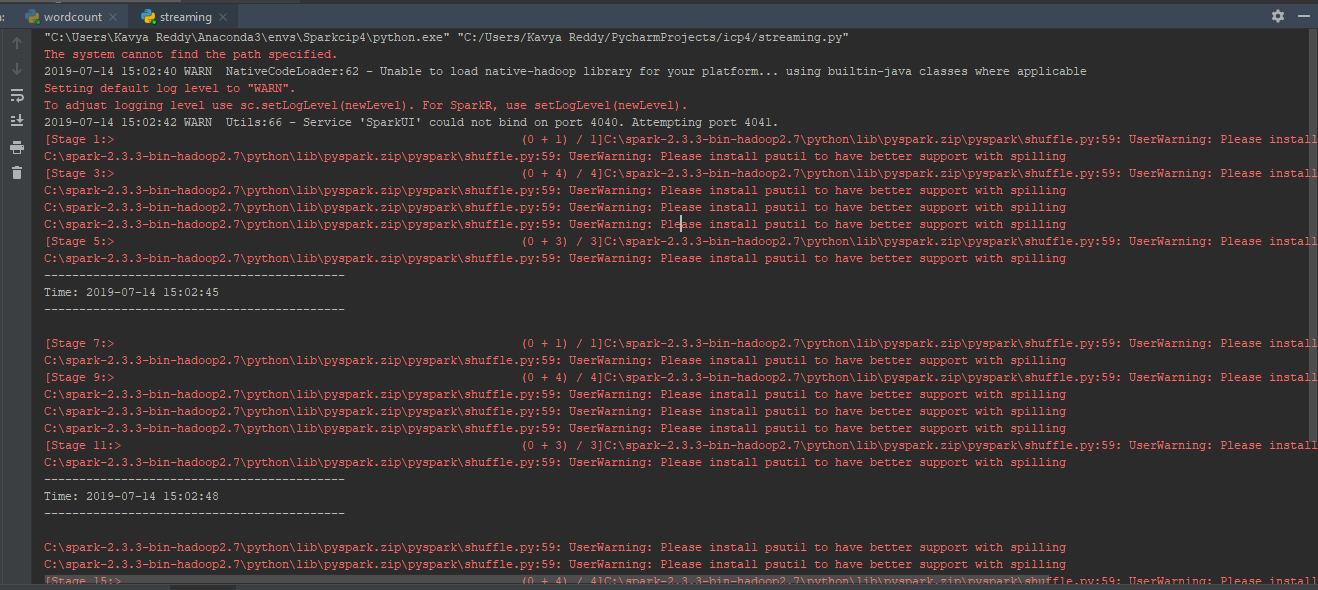 wordcount × streaming ×
"C:\Users\Kavya Reddy\Anaconda3\envs\Sparkcip4\python.exe" "C:/Users/Kavya Reddy/PycharmProjects/icp4/streaming.py"
The system cannot find the path specified.
2019-07-14 15:02:40 WARN  NativeCodeLoader:62 - Unable to load native-hadoop library for your platform... using builtin-java classes where applicable
Setting default log level to "WARN".
To adjust logging level use sc.setLogLevel(newLevel). For SparkR, use setLogLevel(newLevel).
2019-07-14 15:02:42 WARN  Utils:66 - Service 'SparkUI' could not bind on port 4040. Attempting port 4041.
[Stage 1:>                                                          (0 + 1) / 1]C:\spark-2.3.3-bin-hadoop2.7\python\lib\pyspark.zip\pyspark\shuffle.py:59: UserWarning: Please install
C:\spark-2.3.3-bin-hadoop2.7\python\lib\pyspark.zip\pyspark\shuffle.py:59: UserWarning: Please install psutil to have better support with spilling
[Stage 3:>                                                          (0 + 4) / 4]C:\spark-2.3.3-bin-hadoop2.7\python\lib\pyspark.zip\pyspark\shuffle.py:59: UserWarning: Please install
C:\spark-2.3.3-bin-hadoop2.7\python\lib\pyspark.zip\pyspark\shuffle.py:59: UserWarning: Please install psutil to have better support with spilling
C:\spark-2.3.3-bin-hadoop2.7\python\lib\pyspark.zip\pyspark\shuffle.py:59: UserWarning: Please install psutil to have better support with spilling
C:\spark-2.3.3-bin-hadoop2.7\python\lib\pyspark.zip\pyspark\shuffle.py:59: UserWarning: Please install psutil to have better support with spilling
[Stage 5:>                                                          (0 + 3) / 3]C:\spark-2.3.3-bin-hadoop2.7\python\lib\pyspark.zip\pyspark\shuffle.py:59: UserWarning: Please install
C:\spark-2.3.3-bin-hadoop2.7\python\lib\pyspark.zip\pyspark\shuffle.py:59: UserWarning: Please install psutil to have better support with spilling
-------------------------------------------
Time: 2019-07-14 15:02:45
-------------------------------------------
[Stage 7:>                                                          (0 + 1) / 1]C:\spark-2.3.3-bin-hadoop2.7\python\lib\pyspark.zip\pyspark\shuffle.py:59: UserWarning: Please install
C:\spark-2.3.3-bin-hadoop2.7\python\lib\pyspark.zip\pyspark\shuffle.py:59: UserWarning: Please install psutil to have better support with spilling
[Stage 9:>                                                          (0 + 4) / 4]C:\spark-2.3.3-bin-hadoop2.7\python\lib\pyspark.zip\pyspark\shuffle.py:59: UserWarning: Please install
C:\spark-2.3.3-bin-hadoop2.7\python\lib\pyspark.zip\pyspark\shuffle.py:59: UserWarning: Please install psutil to have better support with spilling
C:\spark-2.3.3-bin-hadoop2.7\python\lib\pyspark.zip\pyspark\shuffle.py:59: UserWarning: Please install psutil to have better support with spilling
C:\spark-2.3.3-bin-hadoop2.7\python\lib\pyspark.zip\pyspark\shuffle.py:59: UserWarning: Please install psutil to have better support with spilling
[Stage 11:>                                                         (0 + 3) / 3]C:\spark-2.3.3-bin-hadoop2.7\python\lib\pyspark.zip\pyspark\shuffle.py:59: UserWarning: Please install
C:\spark-2.3.3-bin-hadoop2.7\python\lib\pyspark.zip\pyspark\shuffle.py:59: UserWarning: Please install psutil to have better support with spilling
-------------------------------------------
Time: 2019-07-14 15:02:48
-------------------------------------------
C:\spark-2.3.3-bin-hadoop2.7\python\lib\pyspark.zip\pyspark\shuffle.py:59: UserWarning: Please install psutil to have better support with spilling
C:\spark-2.3.3-bin-hadoop2.7\python\lib\pyspark.zip\pyspark\shuffle.py:59: UserWarning: Please install psutil to have better support with spilling
[Stage 15:>                                                         (0 + 4) / 4]C:\spark-2.3.3-bin-hadoop2.7\python\lib\pyspark.zip\pyspark\shuffle.py:59: UserWarning: Please install